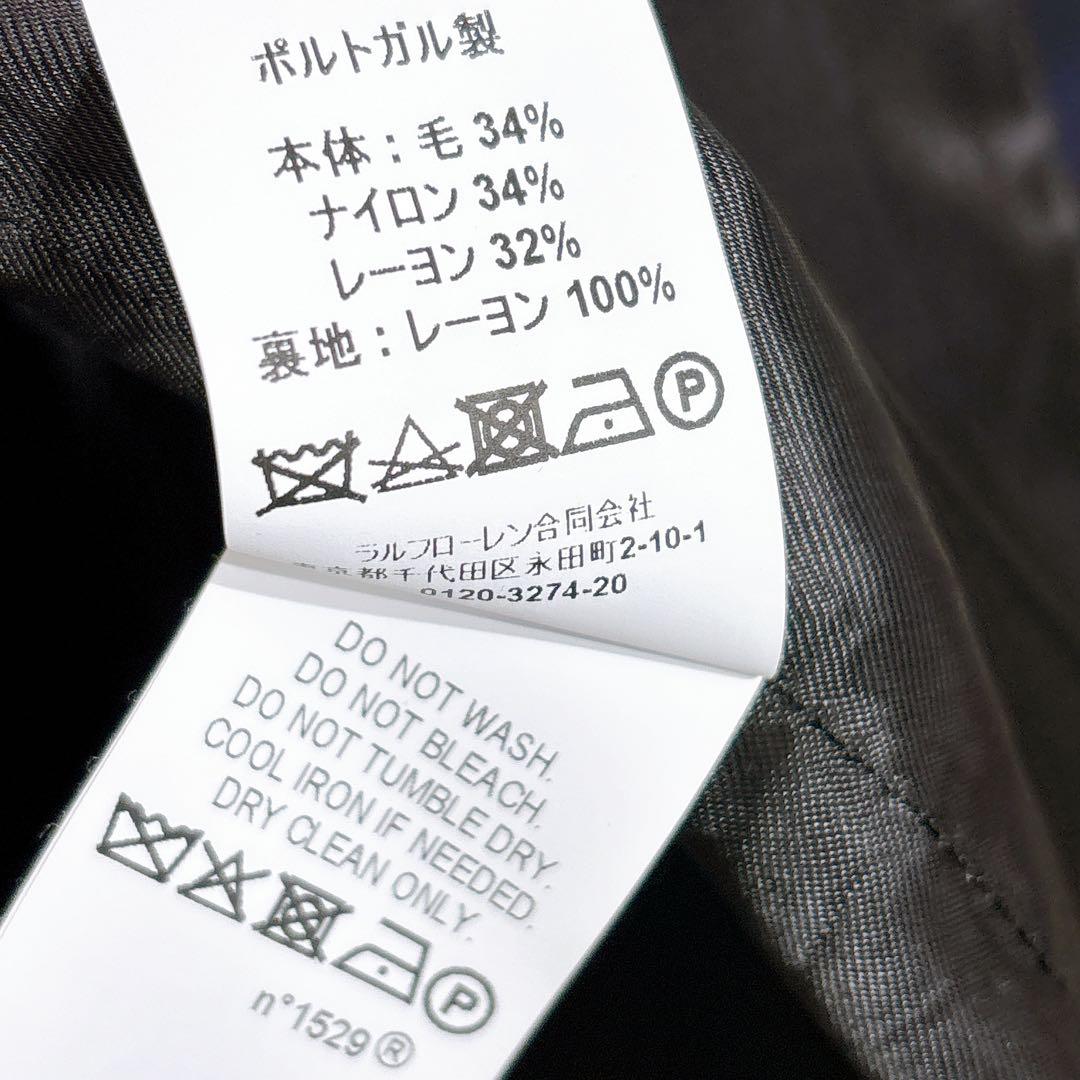 ポルトガル製
本体：毛 34%
ナイロン 34%
レーヨン 32%
裏地：レーヨン 100%
P
ラルフローレン合同会社
東京都千代田区永田町2-10-1
0120-3274-20
DO NOT WASH.
DO NOT BLEACH.
DO NOT TUMBLE DRY.
COOL IRON IF NEEDED.
DRY CLEAN ONLY.
P
n°1529 ®